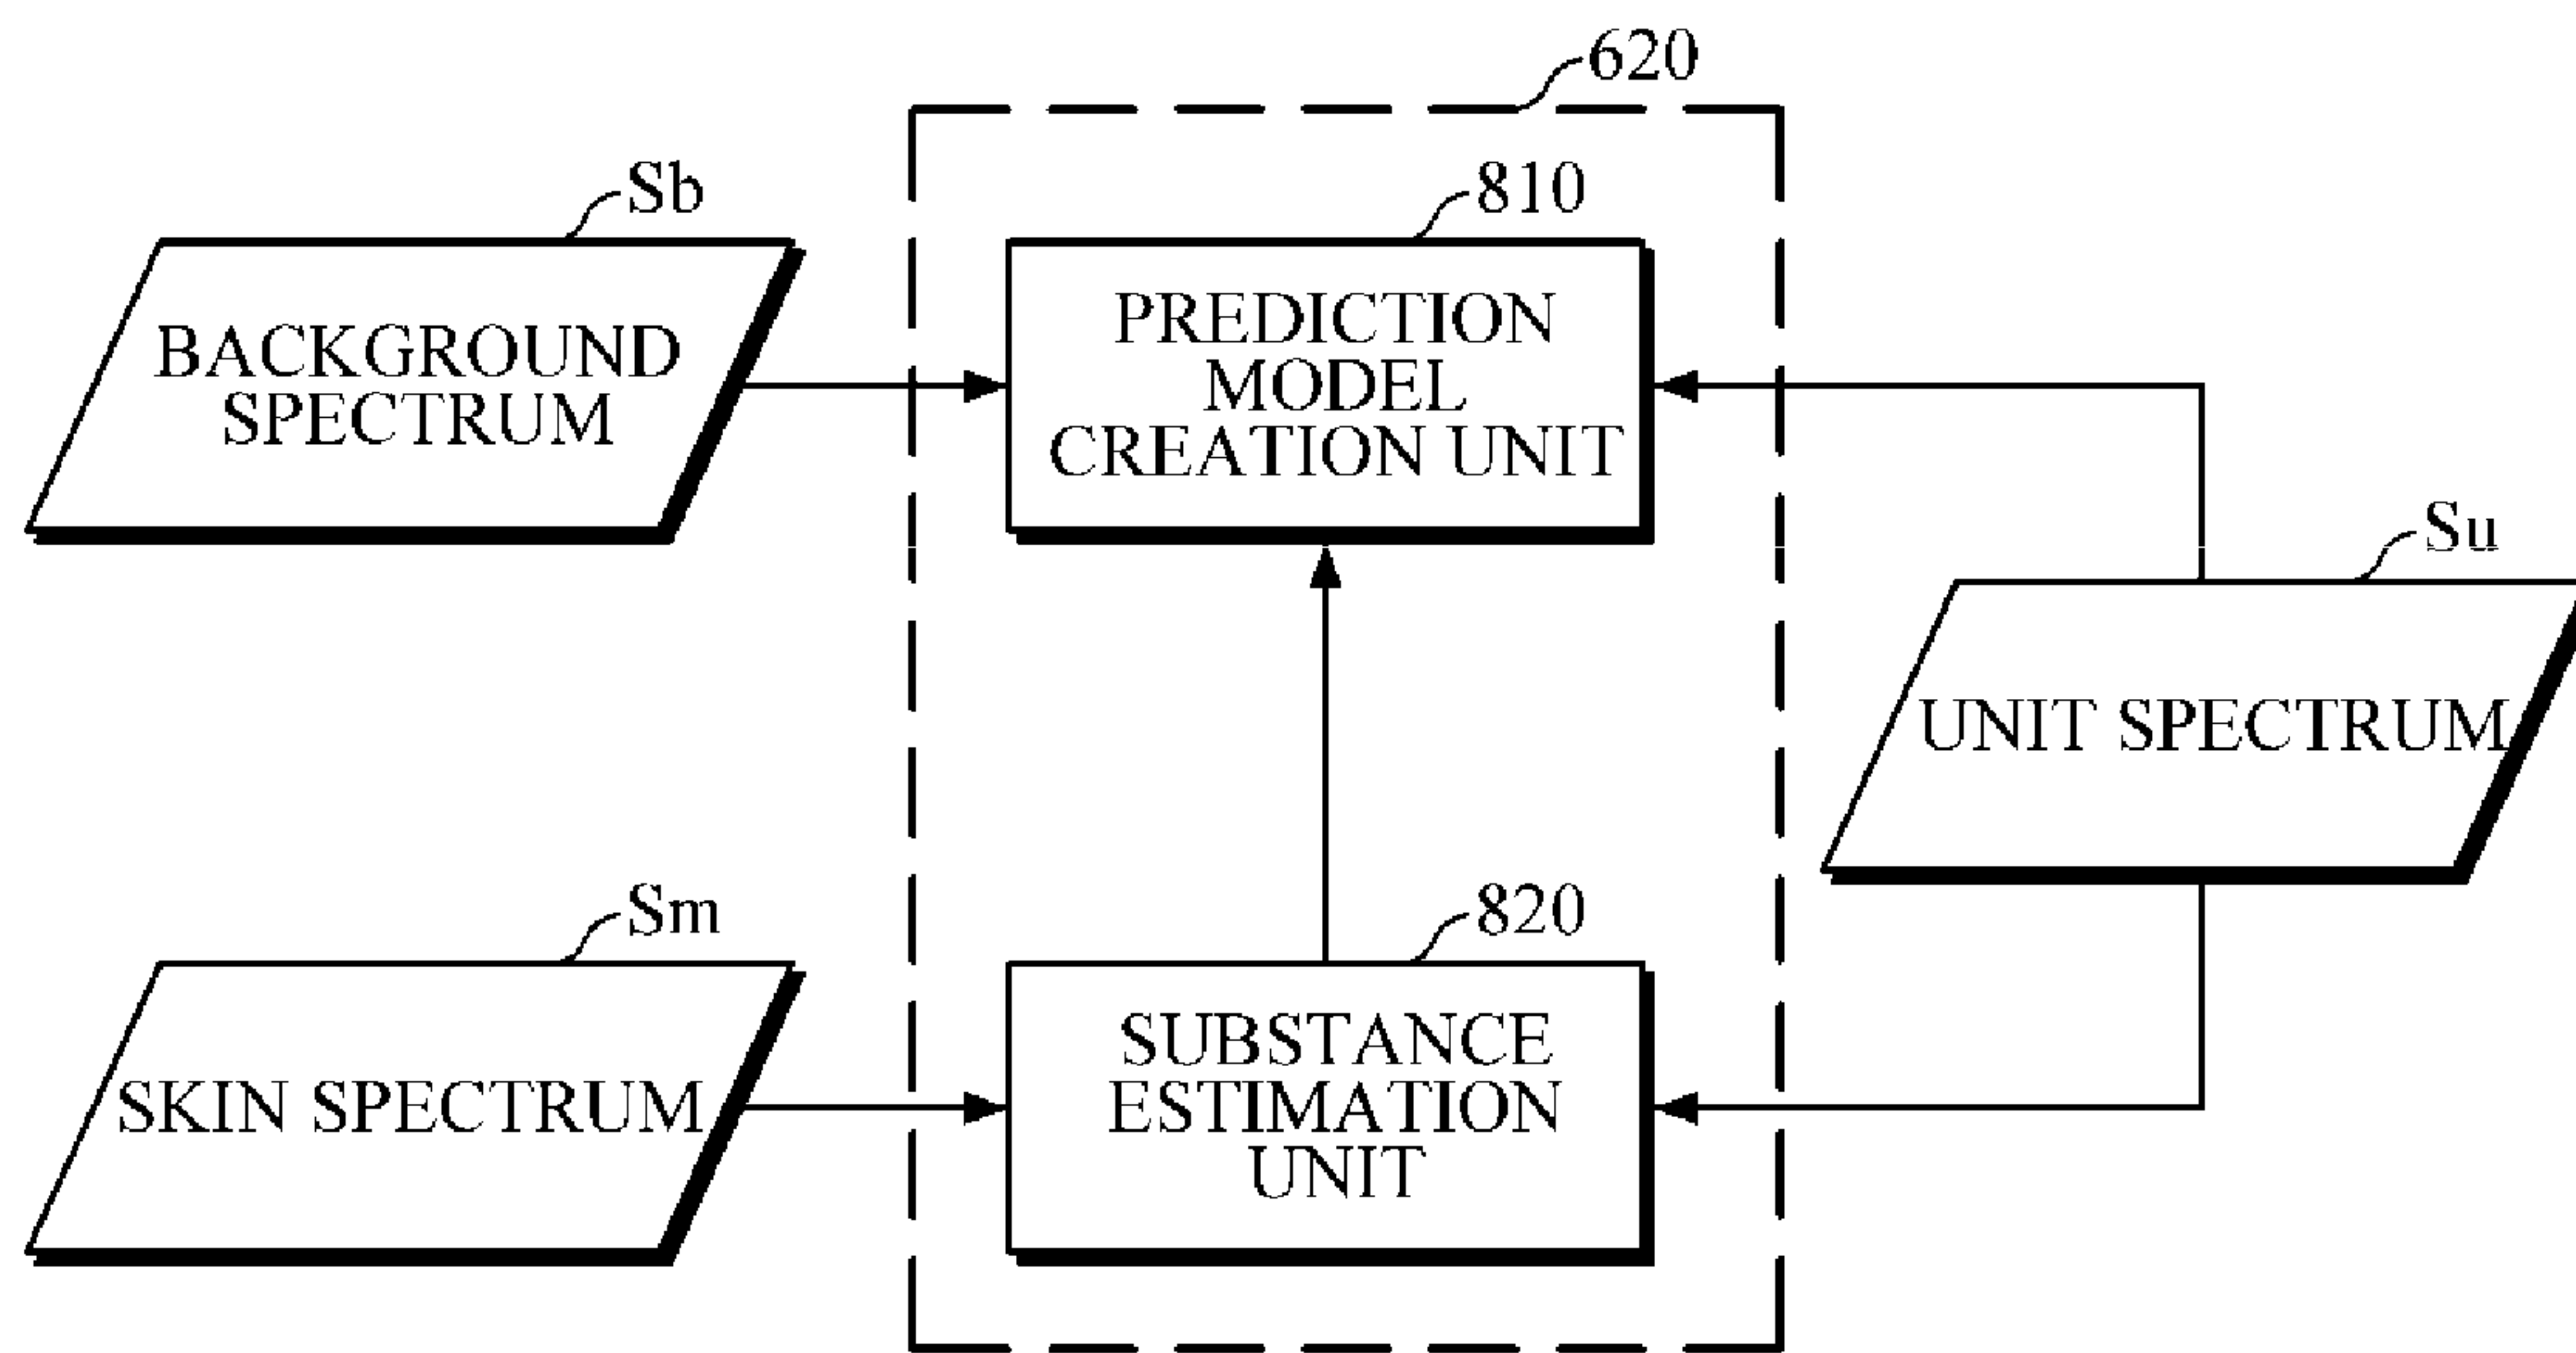 620
Sb
810
BACKGROUND
SPECTRUM
PREDICTION
MODEL
CREATION UNIT
Su
UNIT SPECTRUM
Sm
820
SKIN SPECTRUM
SUBSTANCE
ESTIMATION
UNIT